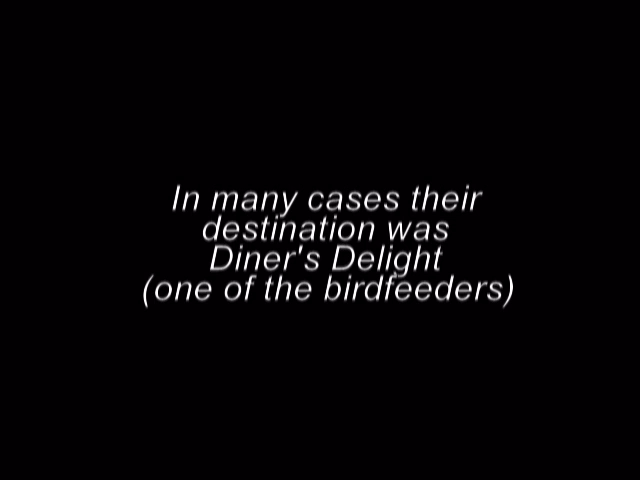 In many cases their
destination was
Diner's Delight
(one of the birdfeeders)